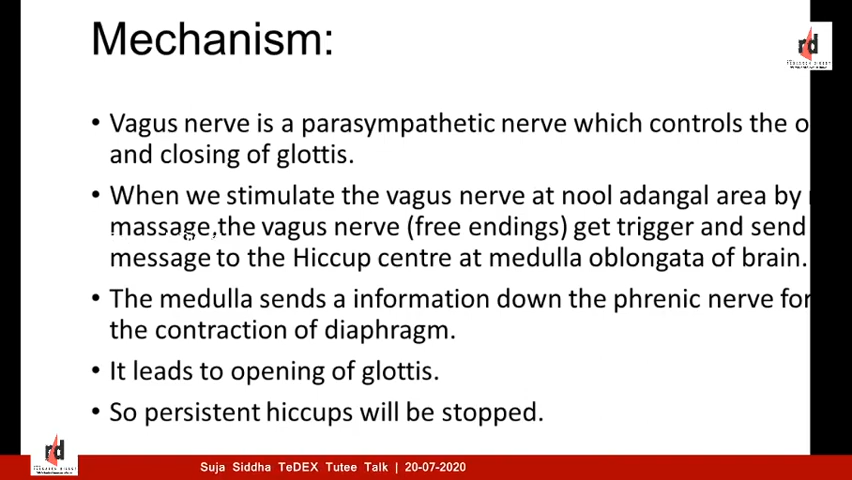 Mechanism:
rd
• Vagus nerve is a parasympathetic nerve which controls the
and closing of glottis.
• When we stimulate the vagus nerve at nool adangal area by
massage,the vagus nerve (free endings) get trigger and send
message to the Hiccup centre at medulla oblongata of brain.
• The medulla sends a information down the phrenic nerve for
the contraction of diaphragm.
• It leads to opening of glottis.
• So persistent hiccups will be stopped.
rd
Suja Siddha TeDEX Tutee Talk | 20-07-2020